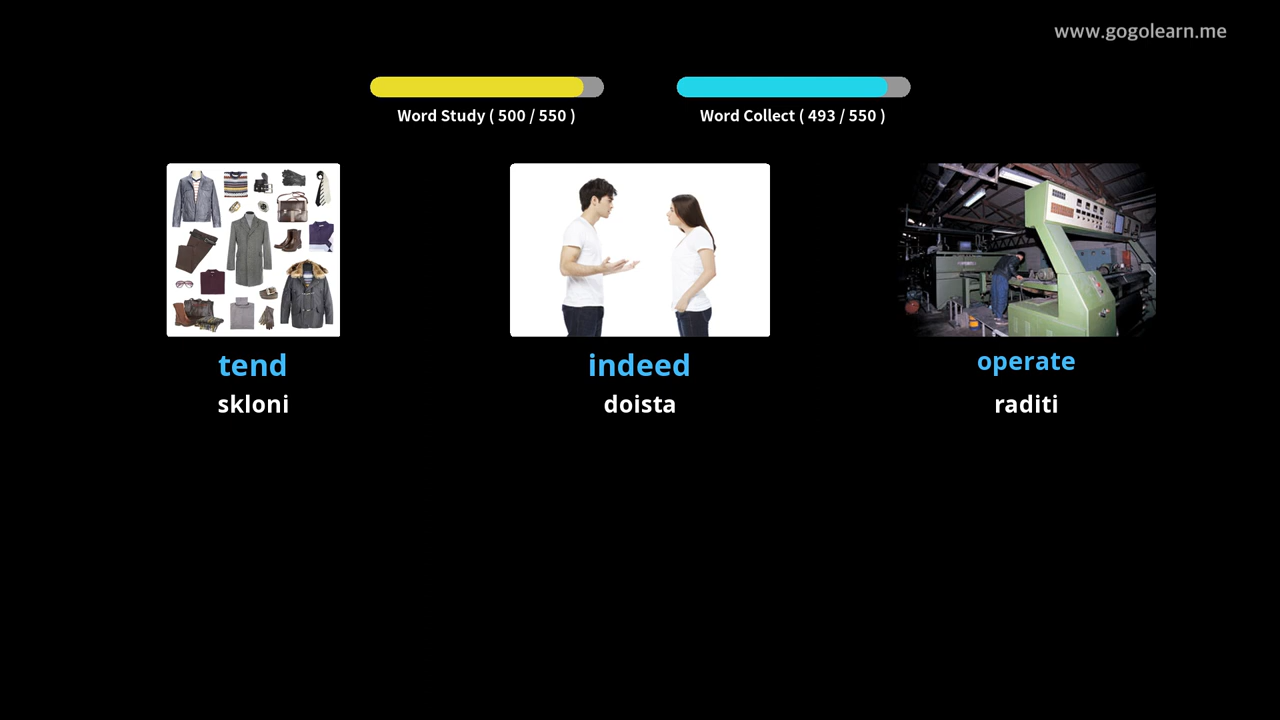 www.gogolearn.me
Word Study ( 500 / 550 )
Word Collect ( 493 / 550 )
tend
indeed
operate
skloni
doista
raditi